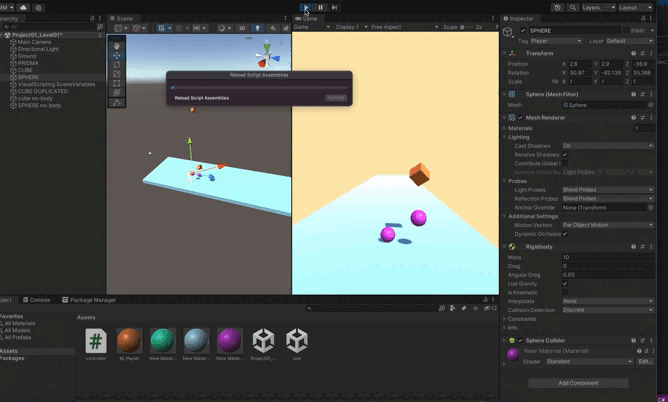 Hierarchy
Project01_Level01*
Main Camera
Directional Light
Ground
PRISMA
CUBE
SPHERE
VisualScripting SceneVariables
CUBE DUPLICATED
cube no-body
SPHERE no-body
Scene
Game
Game
Display 1
Free Aspect
Scale
2x
Reload Script Assemblies
Reload Script Assemblies
Cancel
Layers
Layout
Inspector
SPHERE
Static
Tag
Player
Layer
Default
Transform
Position
X
2.6
Y
2.9
Z
-36.9
Rotation
X
30.87
Y
-62.139
Z
35.268
Scale
X
1
Y
1
Z
1
Sphere (Mesh Filter)
Mesh
Sphere
Mesh Renderer
Materials
1
Lighting
Cast Shadows
On
Receive Shadows
Contribute Global I
Receive Global Illu
Light Probes
Probes
Light Probes
Blend Probes
Reflection Probes
Blend Probes
Anchor Override
None (Transform)
Additional Settings
Motion Vectors
Per Object Motion
Dynamic Occlusion
Rigidbody
Mass
10
Drag
0
Angular Drag
0.05
Use Gravity
Is Kinematic
Interpolate
None
Collision Detection
Discrete
Constraints
Info
Sphere Collider
New Material (Material)
Shader
Standard
Edit...
Add Component
Project
Console
Package Manager
12
Favorites
All Materials
All Models
All Prefabs
Assets
Packages
Assets
controller
M_Player
New Mater...
New Mater...
New Mater...
Project01_...
test